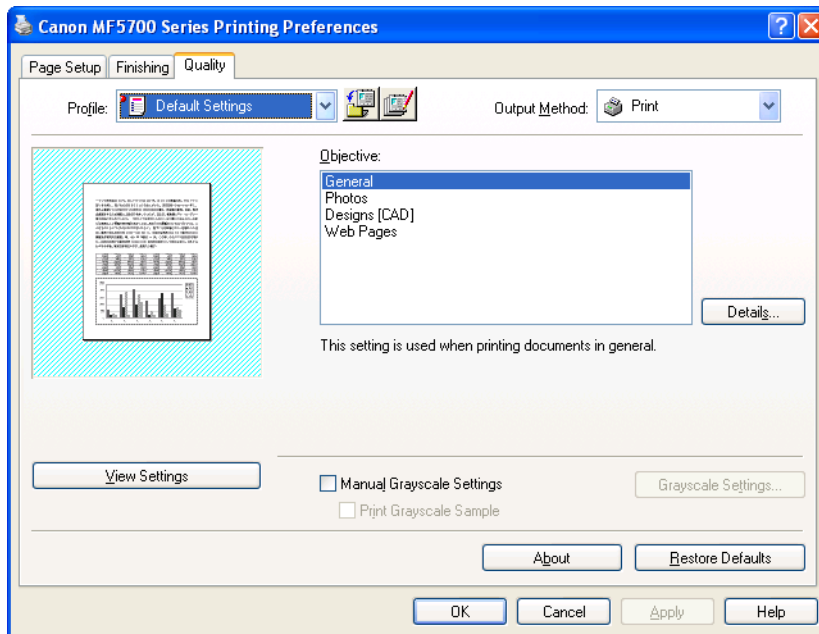 Canon MF5700 Series Printing Preferences
Page Setup Finishing Quality
Profile: Default Settings Output Method: Print
Objective:
General
Photos
Designs [CAD]
Web Pages
Details...
This setting is used when printing documents in general.
View Settings
Manual Grayscale Settings Grayscale Settings...
Print Grayscale Sample
About Restore Defaults
OK Cancel Apply Help